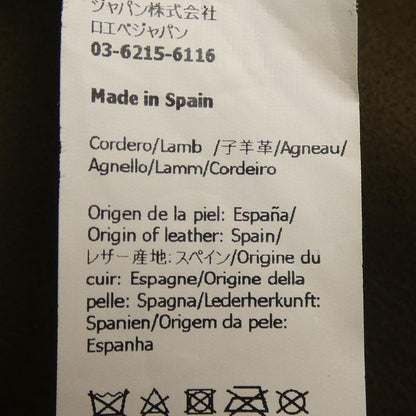 ジャパン株式会社
ロエベジャパン
03-6215-6116
Made in Spain
Cordero/Lamb /子羊革/Agneau/
Agnello/Lamm/Cordeiro
Origen de la piel: España/
Origin of leather: Spain/
レザー産地: スペイン/Origine du
cuir: Espagne/Origine della
pelle: Spagna/Lederherkunft:
Spanien/Origem da pele:
Espanha